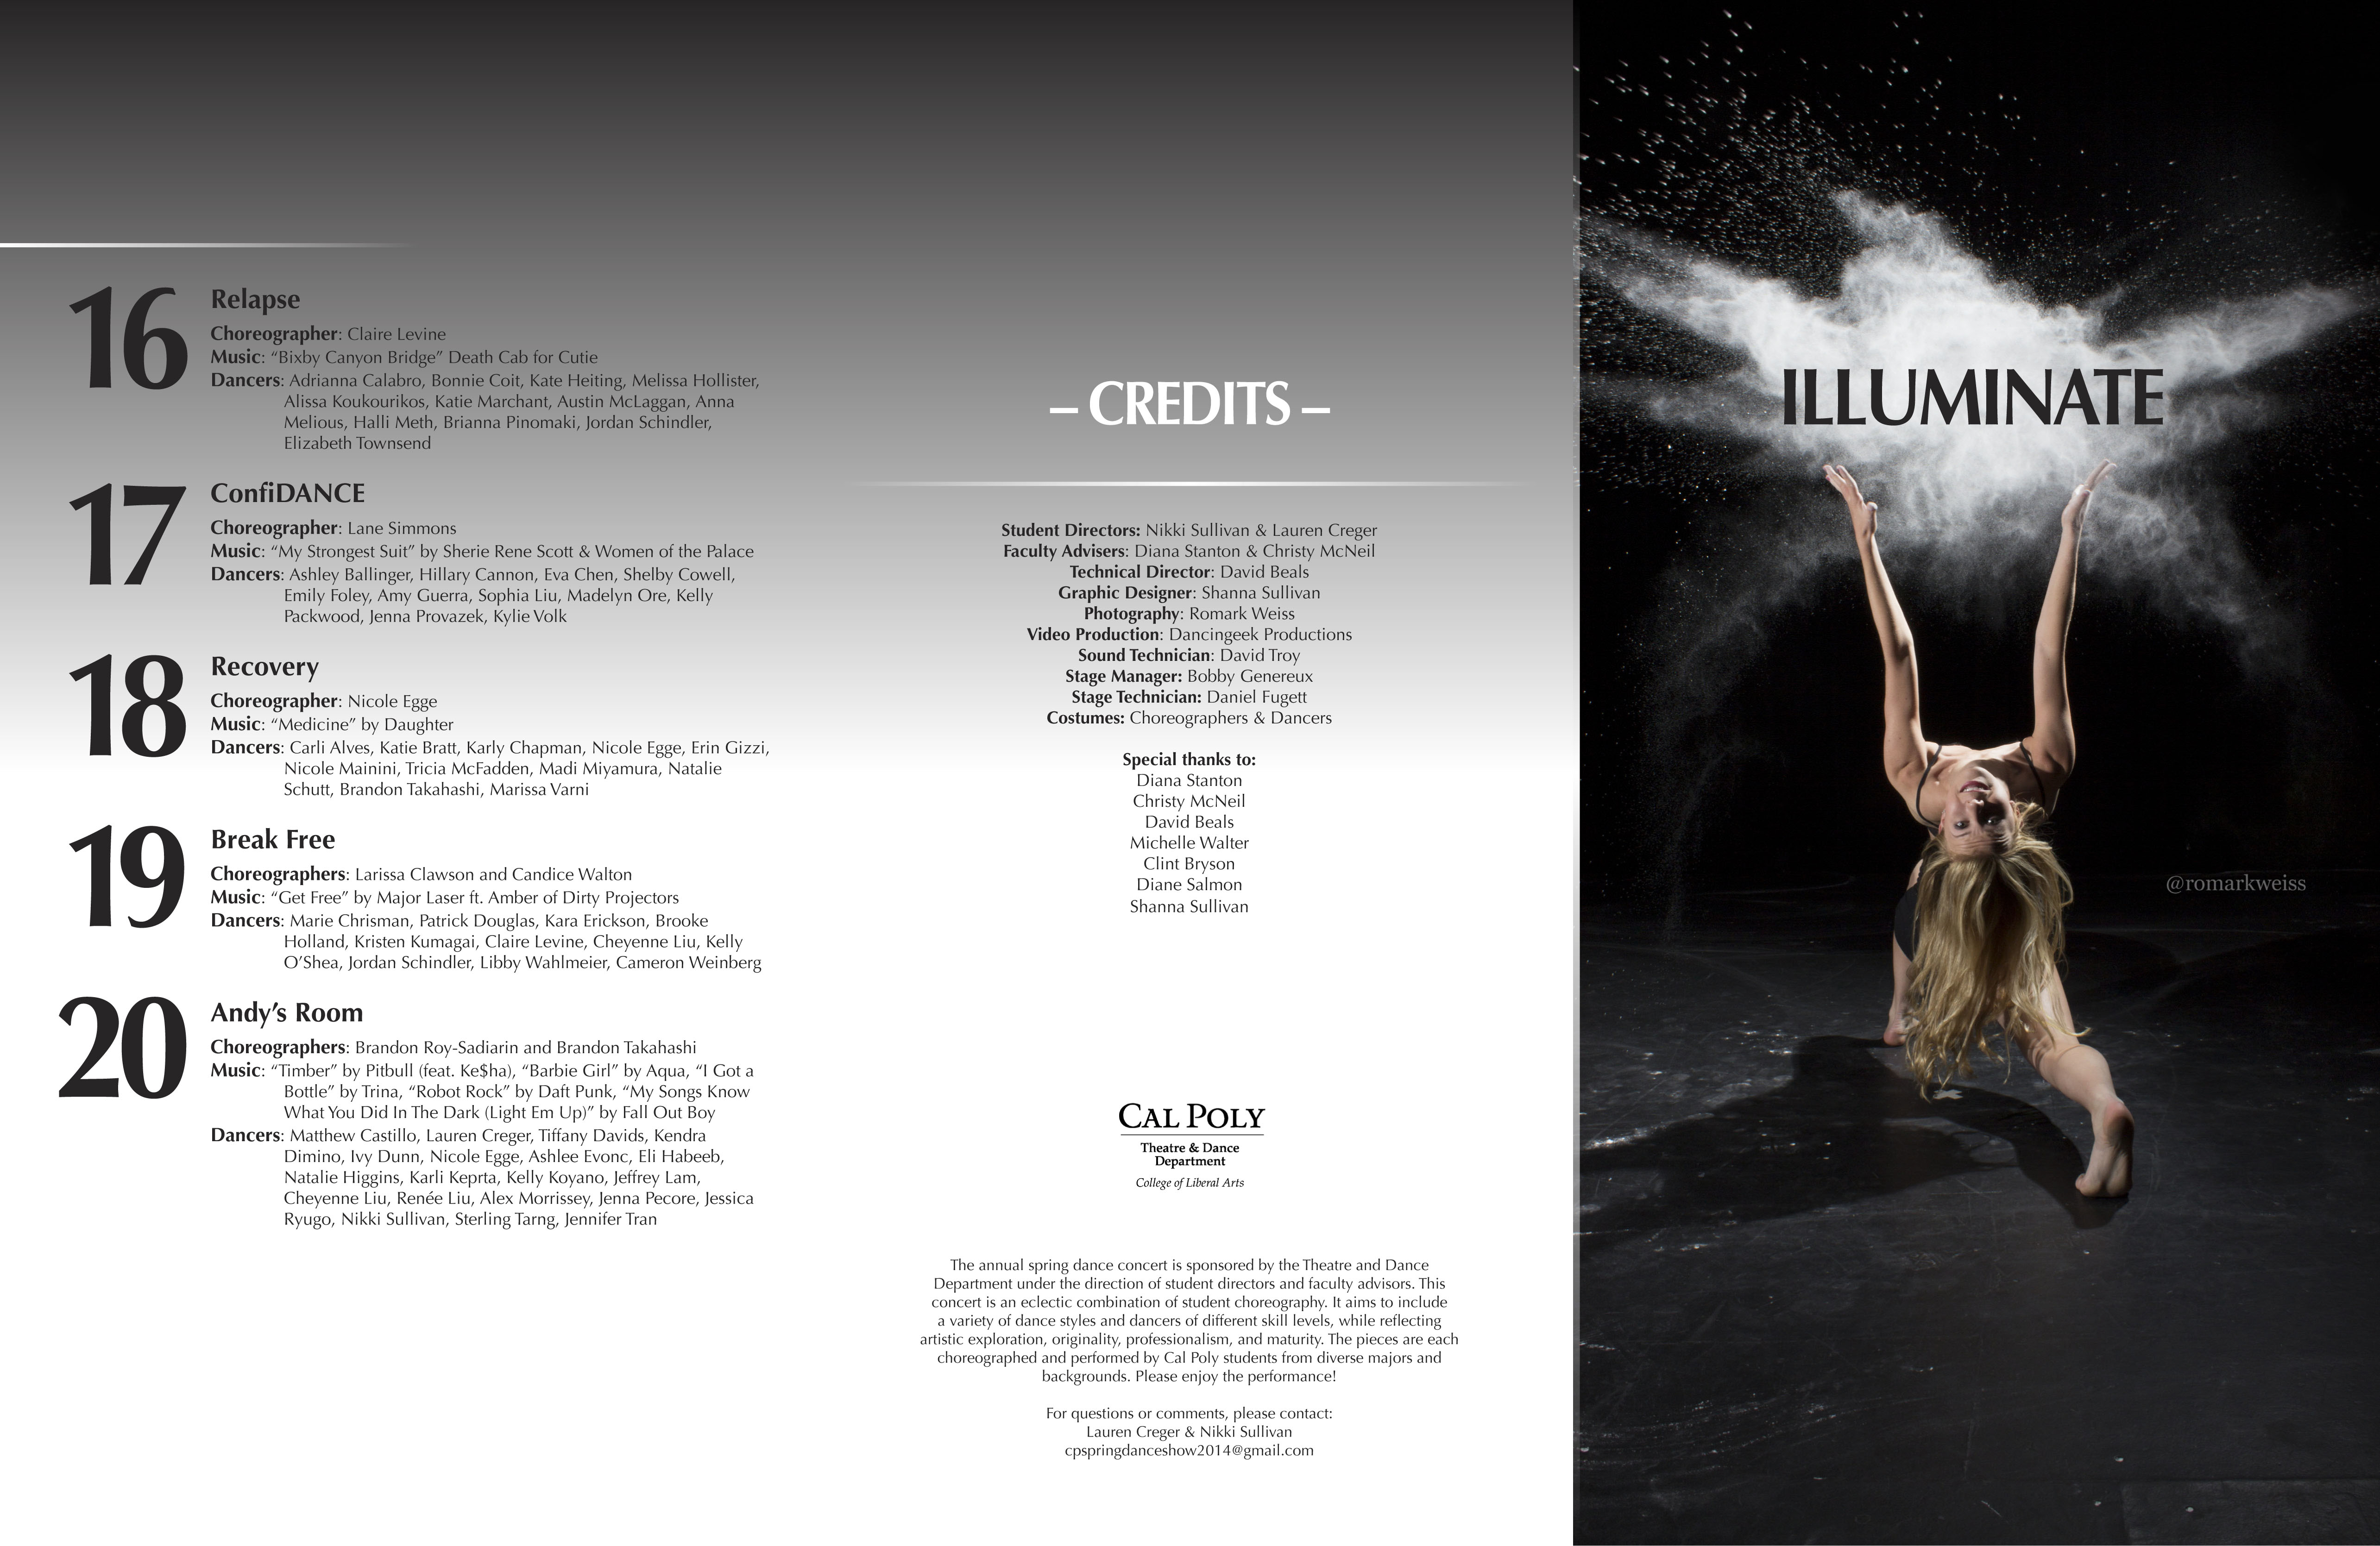 16
Relapse
Choreographer: Claire Levine
Music: “Bixby Canyon Bridge” Death Cab for Cutie
Dancers: Adrianna Calabro, Bonnie Coit, Kate Heiting, Melissa Hollister,
Alissa Koukourikos, Katie Marchant, Austin McLaggan, Anna
Melious, Halli Meth, Brianna Pinomaki, Jordan Schindler,
Elizabeth Townsend
17
ConfiDANCE
Choreographer: Lane Simmons
Music: “My Strongest Suit” by Sherie Rene Scott & Women of the Palace
Dancers: Ashley Ballinger, Hillary Cannon, Eva Chen, Shelby Cowell,
Emily Foley, Amy Guerra, Sophia Liu, Madelyn Ore, Kelly
Packwood, Jenna Provazek, Kylie Volk
18
Recovery
Choreographer: Nicole Egge
Music: “Medicine” by Daughter
Dancers: Carli Alves, Katie Bratt, Karly Chapman, Nicole Egge, Erin Gizzi,
Nicole Mainini, Tricia McFadden, Madi Miyamura, Natalie
Schutt, Brandon Takahashi, Marissa Varni
19
Break Free
Choreographers: Larissa Clawson and Candice Walton
Music: “Get Free” by Major Laser ft. Amber of Dirty Projectors
Dancers: Marie Chrisman, Patrick Douglas, Kara Erickson, Brooke
Holland, Kristen Kumagai, Claire Levine, Cheyenne Liu, Kelly
O’Shea, Jordan Schindler, Libby Wahlmeier, Cameron Weinberg
20
Andy’s Room
Choreographers: Brandon Roy-Sadiarin and Brandon Takahashi
Music: “Timber” by Pitbull (feat. Ke$ha), “Barbie Girl” by Aqua, “I Got a
Bottle” by Trina, “Robot Rock” by Daft Punk, “My Songs Know
What You Did In The Dark (Light Em Up)” by Fall Out Boy
Dancers: Matthew Castillo, Lauren Creger, Tiffany Davids, Kendra
Dimino, Ivy Dunn, Nicole Egge, Ashlee Evonc, Eli Habeeb,
Natalie Higgins, Karli Keprta, Kelly Koyano, Jeffrey Lam,
Cheyenne Liu, Renée Liu, Alex Morrissey, Jenna Pecore, Jessica
Ryugo, Nikki Sullivan, Sterling Tarng, Jennifer Tran
– CREDITS –
Student Directors: Nikki Sullivan & Lauren Creger
Faculty Advisers: Diana Stanton & Christy McNeil
Technical Director: David Beals
Graphic Designer: Shanna Sullivan
Photography: Romark Weiss
Video Production: Dancingeek Productions
Sound Technician: David Troy
Stage Manager: Bobby Genereux
Stage Technician: Daniel Fugett
Costumes: Choreographers & Dancers
Special thanks to:
Diana Stanton
Christy McNeil
David Beals
Michelle Walter
Clint Bryson
Diane Salmon
Shanna Sullivan
CAL POLY
Theatre & Dance
Department
College of Liberal Arts
The annual spring dance concert is sponsored by the Theatre and Dance
Department under the direction of student directors and faculty advisors. This
concert is an eclectic combination of student choreography. It aims to include
a variety of dance styles and dancers of different skill levels, while reflecting
artistic exploration, originality, professionalism, and maturity. The pieces are each
choreographed and performed by Cal Poly students from diverse majors and
backgrounds. Please enjoy the performance!
For questions or comments, please contact:
Lauren Creger & Nikki Sullivan
cpspringdanceshow2014@gmail.com
ILLUMINATE
@romarkweiss